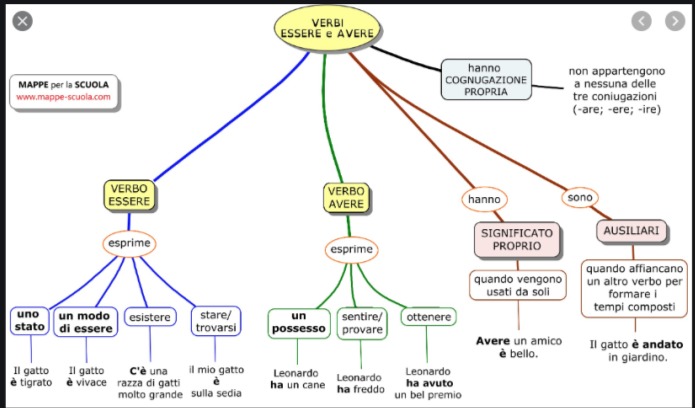 VERBI
ESSERE e AVERE
MAPPE per la SCUOLA
www.mappe-scuola.com
hanno
COGNUGAZIONE
PROPRIA
non appartengono
a nessuna delle
tre coniugazioni
(-are; -ere; -ire)
VERBO
ESSERE
esprime
uno
stato
Il gatto
è tigrato
un modo
di essere
Il gatto
è vivace
esistere
C'è una
razza di gatti
molto grande
stare/
trovarsi
il mio gatto
è
sulla sedia
VERBO
AVERE
esprime
un
possesso
Leonardo
ha un cane
sentire/
provare
Leonardo
ha freddo
ottenere
Leonardo
ha avuto
un bel premio
hanno
SIGNIFICATO
PROPRIO
quando vengono
usati da soli
Avere un amico
è bello.
sono
AUSILIARI
quando affiancano
un altro verbo per
formare i
tempi composti
Il gatto è andato
in giardino.